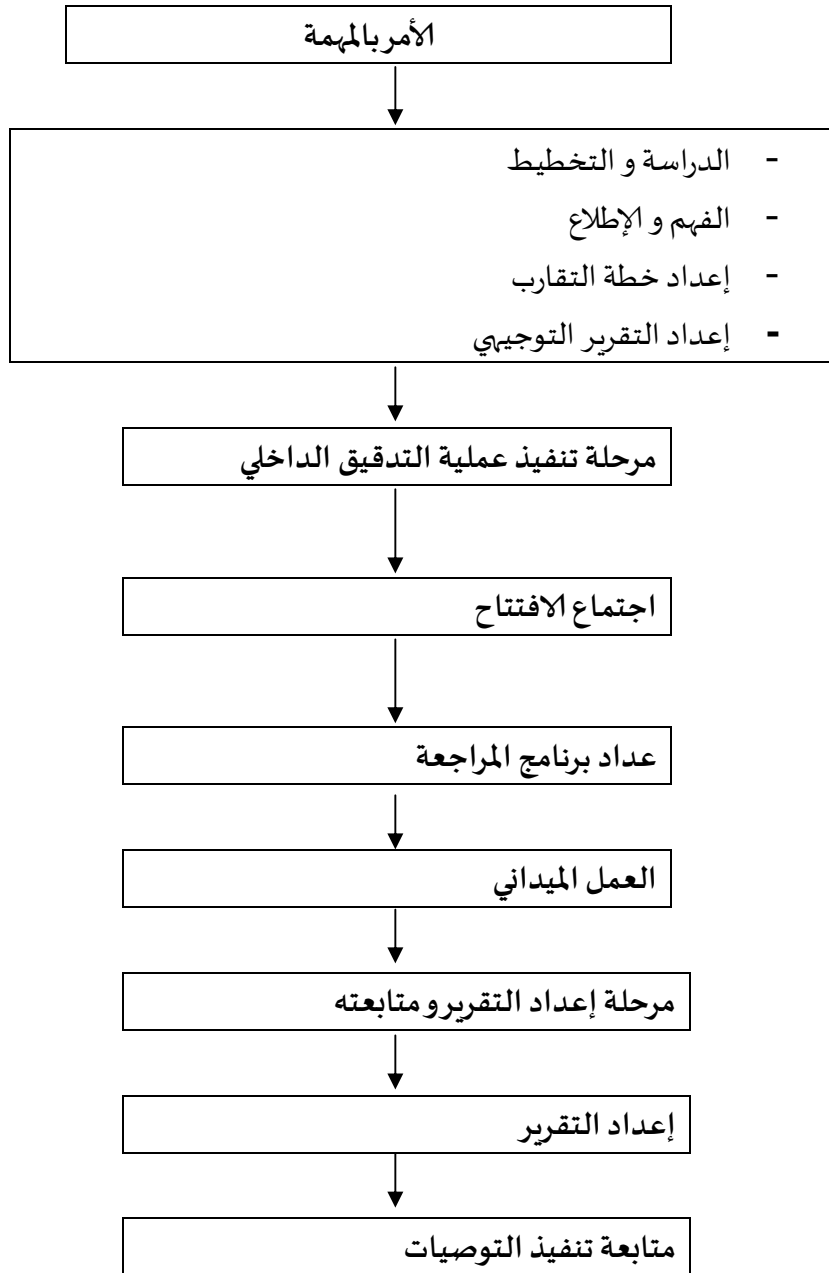 الأمر بالمهمة
- الدراسة و التخطيط
- الفهم و الإطلاع
- إعداد خطة التقارب
- إعداد التقرير التوجيهي
مرحلة تنفيذ عملية التدقيق الداخلي
اجتماع الافتتاح
عداد برنامج المراجعة
العمل الميداني
مرحلة إعداد التقرير ومتابعته
إعداد التقرير
متابعة تنفيذ التوصيات